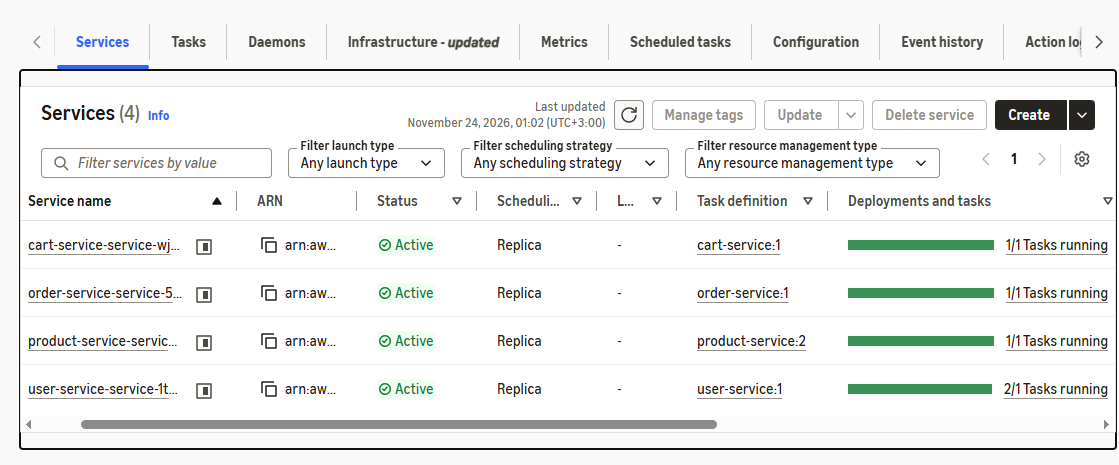 Services Tasks Daemons Infrastructure - updated Metrics Scheduled tasks Configuration Event history Action lo
Services (4) Info
Last updated
November 24, 2026, 01:02 (UTC+3:00)
Manage tags Update Delete service Create
Filter services by value
Filter launch type
Any launch type
Filter scheduling strategy
Any scheduling strategy
Filter resource management type
Any resource management type
1
Service name ARN Status Scheduli... L... Task definition Deployments and tasks
cart-service-service-wj... arn:aw... Active Replica - cart-service:1 1/1 Tasks running
order-service-service-5... arn:aw... Active Replica - order-service:1 1/1 Tasks running
product-service-servic... arn:aw... Active Replica - product-service:2 1/1 Tasks running
user-service-service-1t... arn:aw... Active Replica - user-service:1 2/1 Tasks running